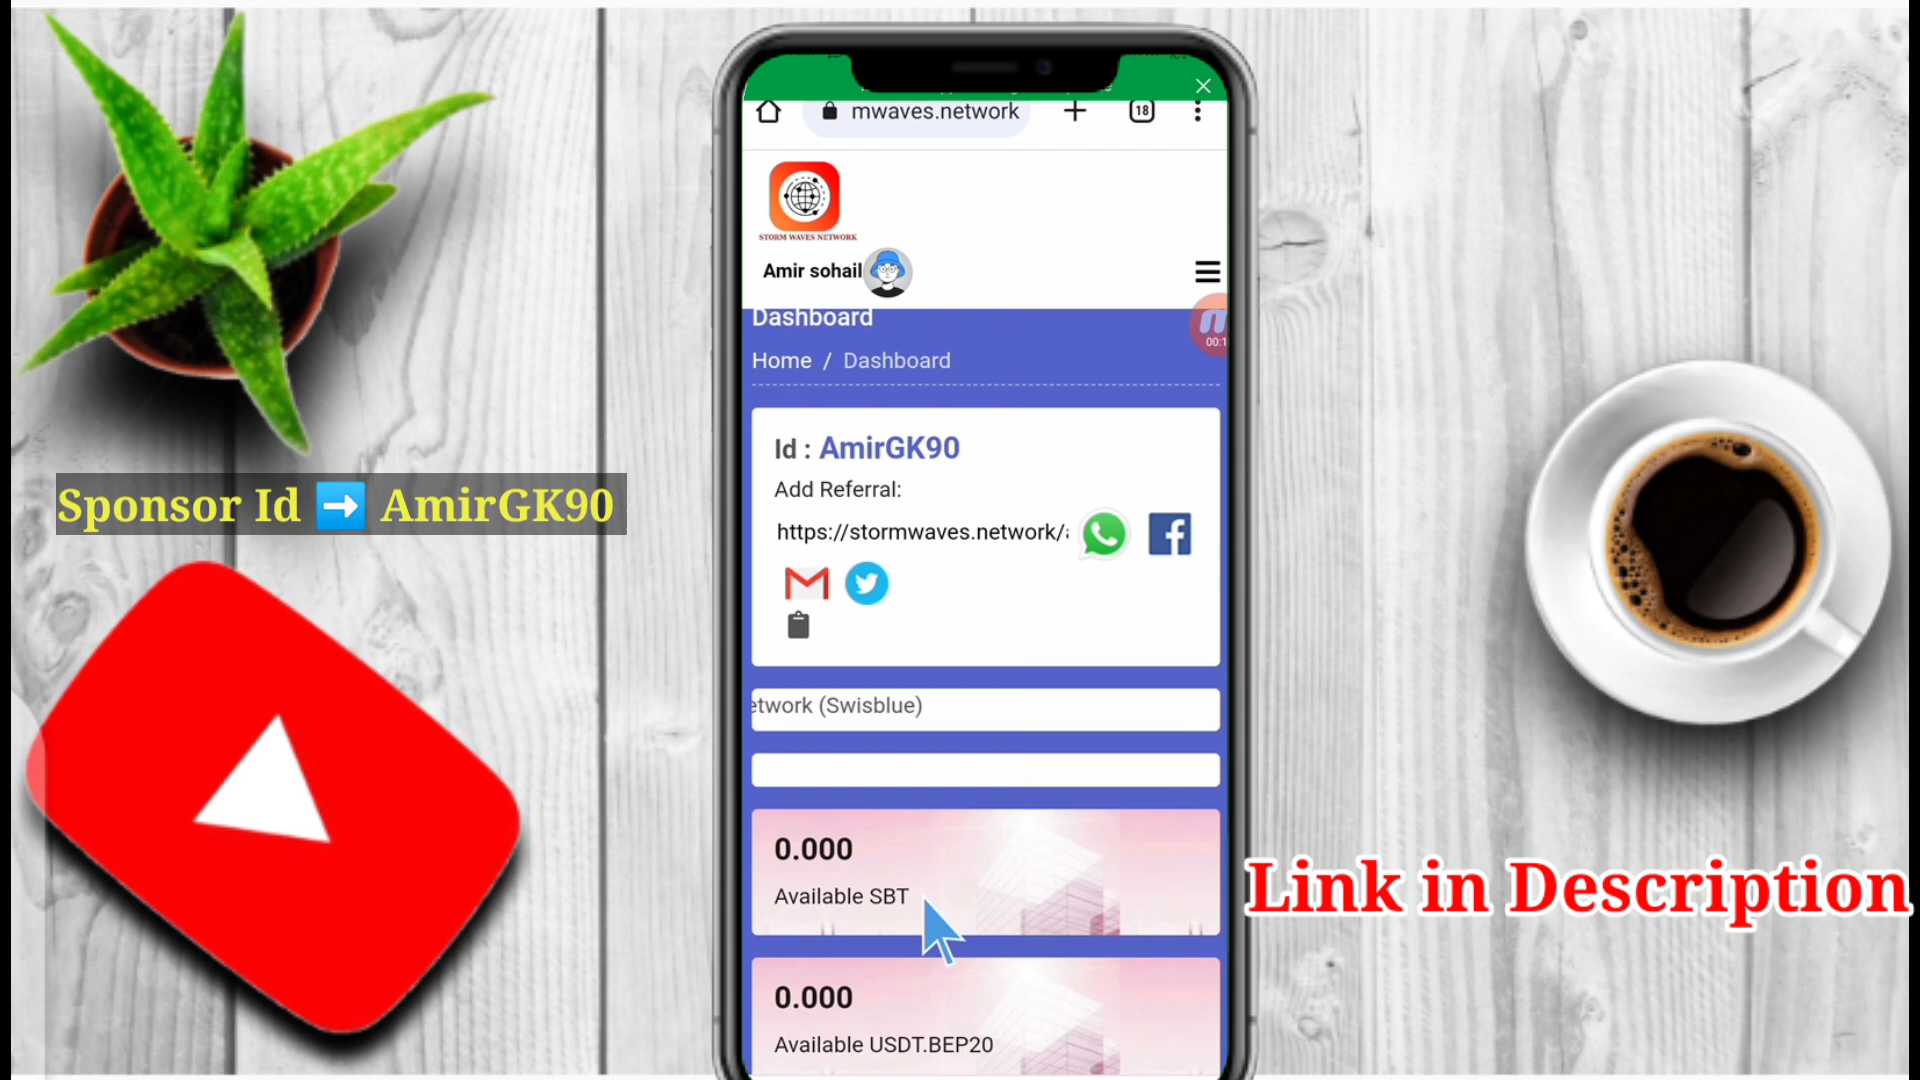 mwaves.network
18
STORM WAVES NETWORK
Amir sohail
Dashboard
00:1
Home / Dashboard
Id : AmirGK90
Add Referral:
https://stormwaves.network/
Sponsor Id ➡ AmirGK90
etwork (Swisblue)
0.000
Available SBT
Link in Description
0.000
Available USDT.BEP20